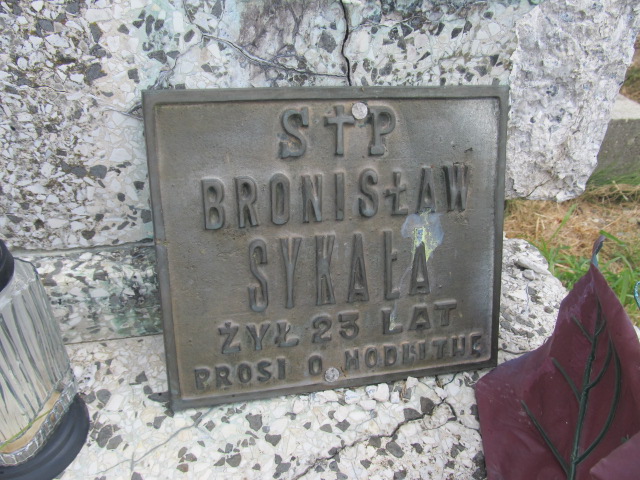 S✝P
BRONISŁAW
SYKAŁA
ŻYŁ 23 LAT
PROSI O MODLITWĘ